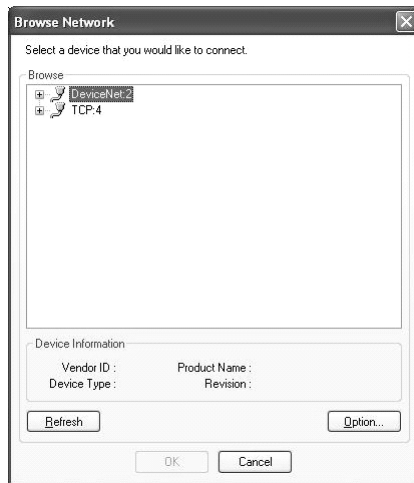 Browse Network
Select a device that you would like to connect.
Browse
DeviceNet:2
TCP:4
Device Information
Vendor ID : Product Name :
Device Type : Revision :
Refresh Option...
OK Cancel